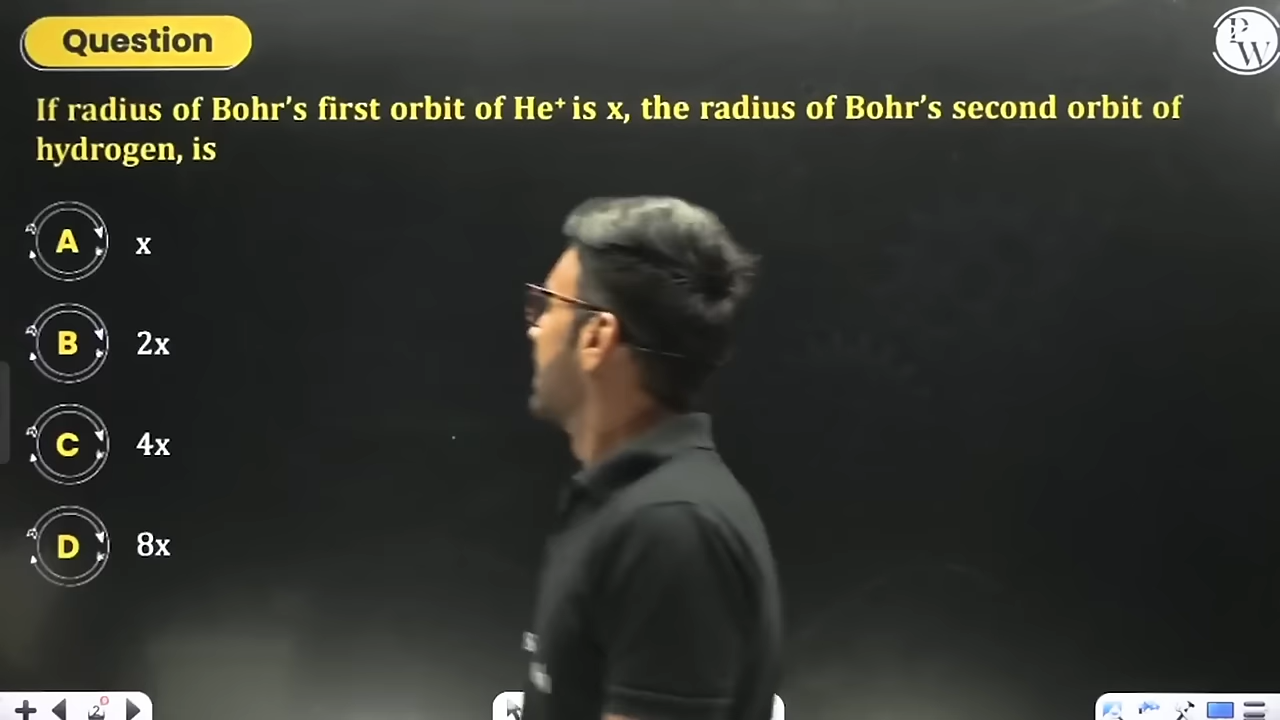 Question
P
W
If radius of Bohr's first orbit of He⁺ is x, the radius of Bohr's second orbit of
hydrogen, is
A x
B 2x
C 4x
D 8x
2